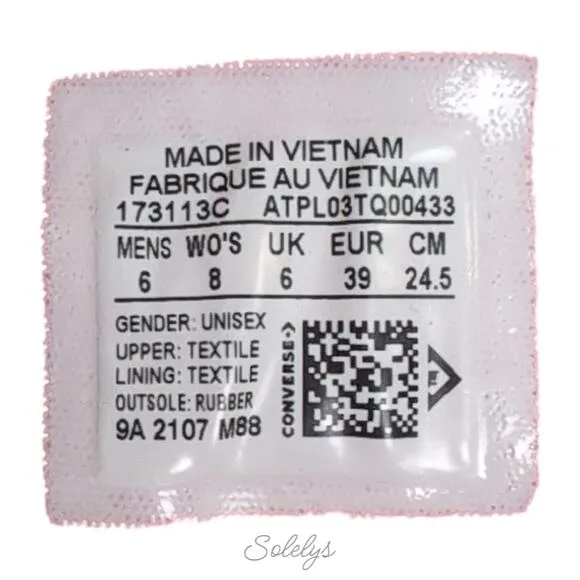 MADE IN VIETNAM
FABRIQUE AU VIETNAM
173113C ATPL03TQ00433
MENS WO'S UK EUR CM
6 8 6 39 24.5
GENDER: UNISEX
UPPER: TEXTILE
LINING: TEXTILE
OUTSOLE: RUBBER
9A 2107 M88
CONVERSE
Solelys